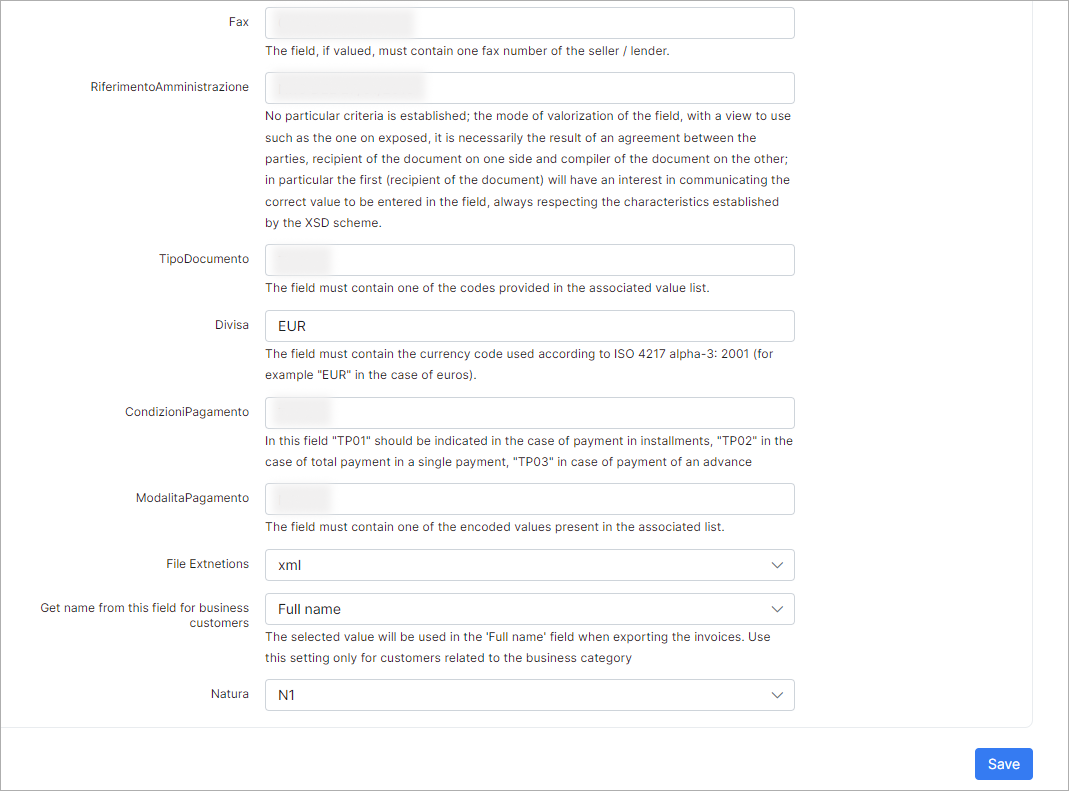 Fax
The field, if valued, must contain one fax number of the seller / lender.
RiferimentoAmministrazione
No particular criteria is established; the mode of valorization of the field, with a view to use
such as the one on exposed, it is necessarily the result of an agreement between the
parties, recipient of the document on one side and compiler of the document on the other;
in particular the first (recipient of the document) will have an interest in communicating the
correct value to be entered in the field, always respecting the characteristics established
by the XSD scheme.
TipoDocumento
The field must contain one of the codes provided in the associated value list.
Divisa
EUR
The field must contain the currency code used according to ISO 4217 alpha-3: 2001 (for
example "EUR" in the case of euros).
CondizioniPagamento
In this field "TP01" should be indicated in the case of payment in installments, "TP02" in the
case of total payment in a single payment, "TP03" in case of payment of an advance
ModalitaPagamento
The field must contain one of the encoded values present in the associated list.
File Extnetions
xml
Get name from this field for business
customers
Full name
The selected value will be used in the 'Full name' field when exporting the invoices. Use
this setting only for customers related to the business category
Natura
N1
Save